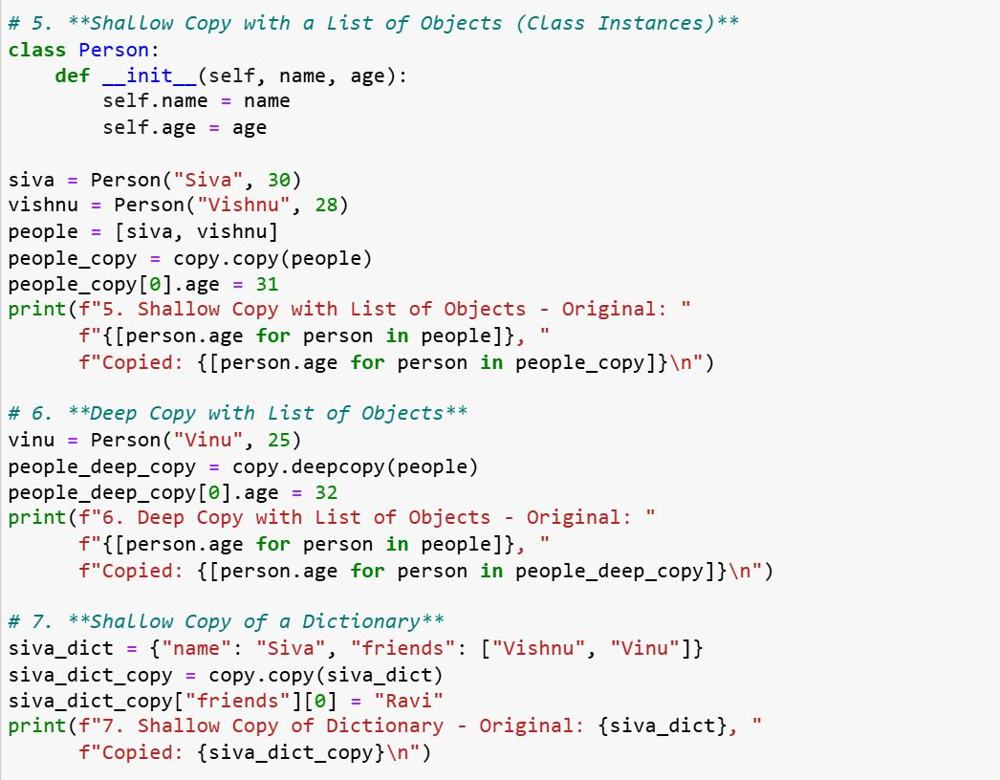 # 5. **Shallow Copy with a List of Objects (Class Instances)**
class Person:
    def __init__(self, name, age):
        self.name = name
        self.age = age

siva = Person("Siva", 30)
vishnu = Person("Vishnu", 28)
people = [siva, vishnu]
people_copy = copy.copy(people)
people_copy[0].age = 31
print(f"5. Shallow Copy with List of Objects - Original: "
      f"{[person.age for person in people]}, "
      f"Copied: {[person.age for person in people_copy]}\n")

# 6. **Deep Copy with List of Objects**
vinu = Person("Vinu", 25)
people_deep_copy = copy.deepcopy(people)
people_deep_copy[0].age = 32
print(f"6. Deep Copy with List of Objects - Original: "
      f"{[person.age for person in people]}, "
      f"Copied: {[person.age for person in people_deep_copy]}\n")

# 7. **Shallow Copy of a Dictionary**
siva_dict = {"name": "Siva", "friends": ["Vishnu", "Vinu"]}
siva_dict_copy = copy.copy(siva_dict)
siva_dict_copy["friends"][0] = "Ravi"
print(f"7. Shallow Copy of Dictionary - Original: {siva_dict}, "
      f"Copied: {siva_dict_copy}\n")